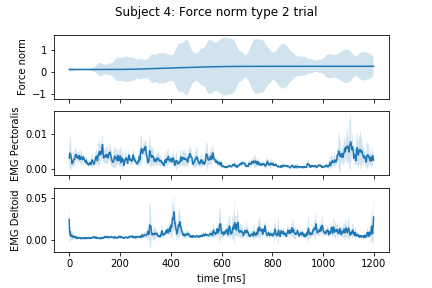 Subject 4: Force norm type 2 trial
Force norm
1
0
−1
EMG Pectoralis
0.01
0.00
EMG Deltoid
0.05
0.00
0 200 400 600 800 1000 1200
time [ms]